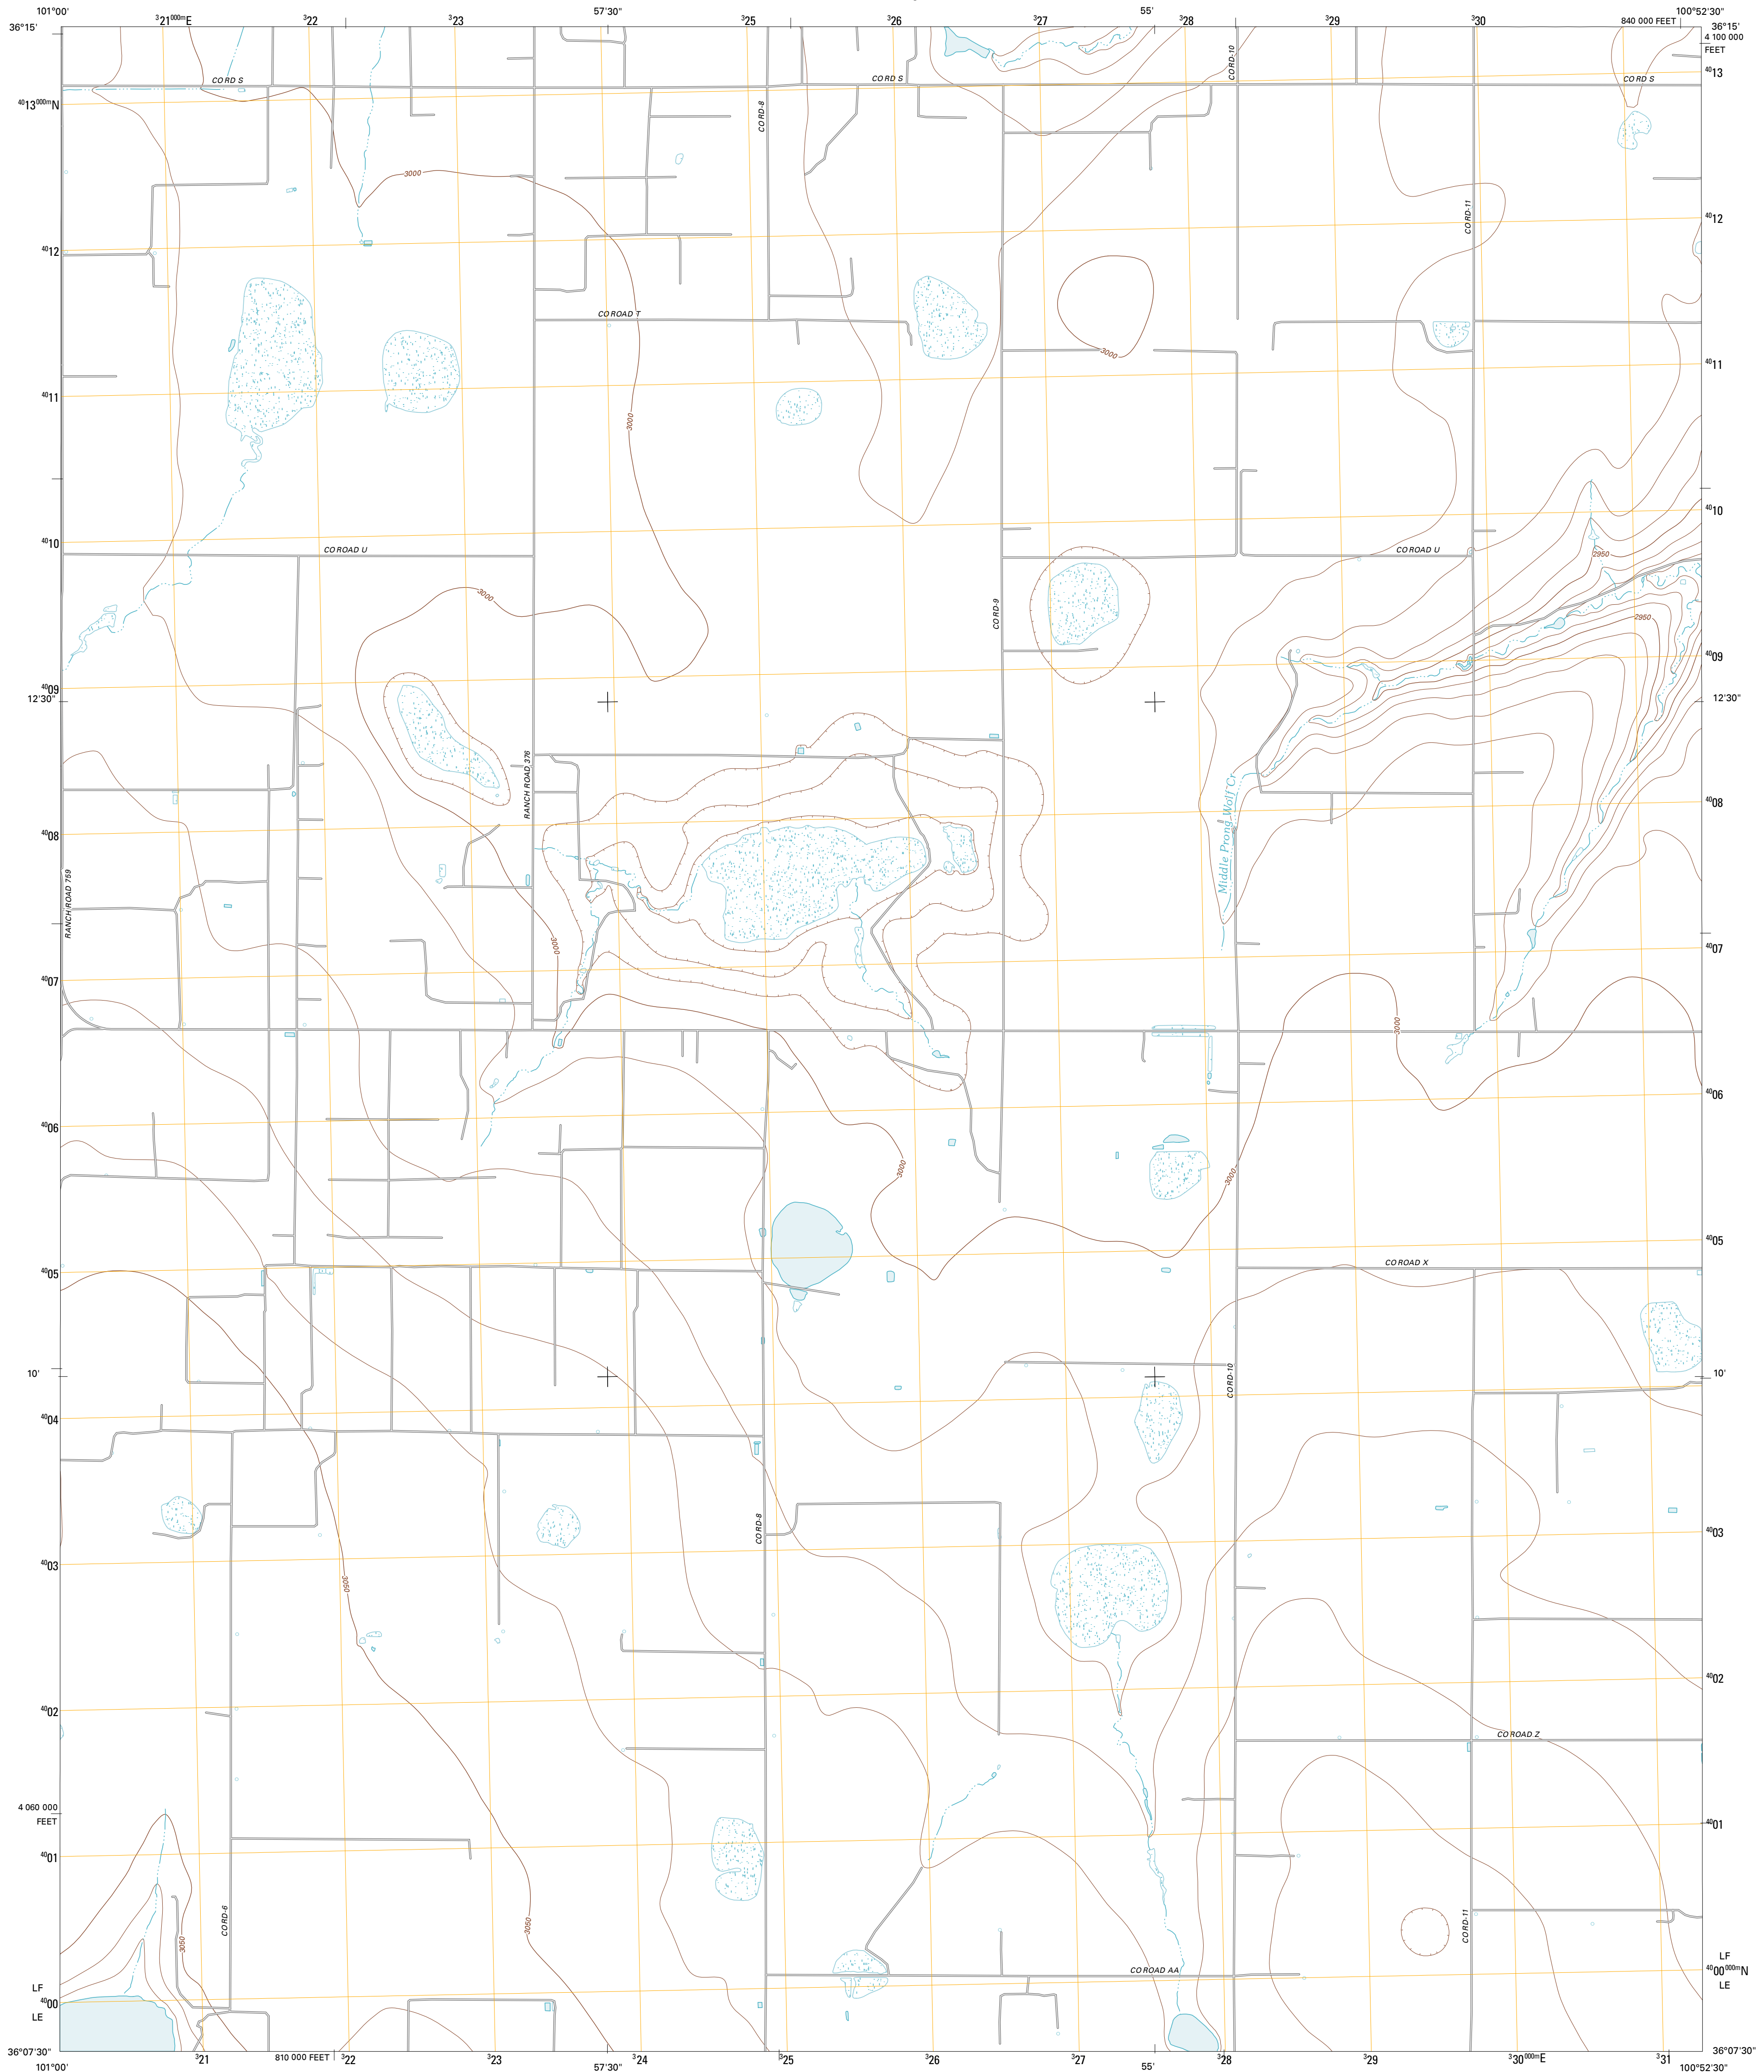 101°00'
³21⁰⁰⁰ᵐE
³22
³23
57'30"
³25
³26
³27
55'
³28
³29
³30
840 000 FEET
100°52'30"
36°15'
36°15'
4 100 000
FEET
CO RD S
CO RD S
CO RD S
CO RD-10
⁴⁰13
⁴⁰13⁰⁰⁰ᵐN
CO RD-8
3000
⁴⁰12
CO RD-11
⁴⁰12
CO ROAD T
3000
⁴⁰11
⁴⁰11
3000
⁴⁰10
⁴⁰10
CO ROAD U
CO ROAD U
2950
3000
CO RD-9
2950
⁴⁰09
⁴⁰09
12'30"
12'30"
RANCH ROAD 376
Middle Prong Wolf Cr
⁴⁰08
⁴⁰08
RANCH ROAD 759
3000
⁴⁰07
⁴⁰07
3000
⁴⁰06
⁴⁰06
3000
3000
⁴⁰05
⁴⁰05
CO ROAD X
10'
10'
CO RD-10
⁴⁰04
⁴⁰04
CO RD-8
⁴⁰03
⁴⁰03
3050
⁴⁰02
⁴⁰02
CO ROAD Z
4 060 000
FEET
⁴⁰01
⁴⁰01
CO RD-6
3050
3050
CO RD-11
CO ROAD AA
LF
LE
LF
LE
⁴⁰00
⁴⁰00⁰⁰⁰ᵐN
36°07'30"
36°07'30"
101°00'
³21
810 000 FEET
³22
³23
57'30"
³24
³25
³26
³27
55'
³28
³29
³30⁰⁰⁰ᵐE
³31
100°52'30"